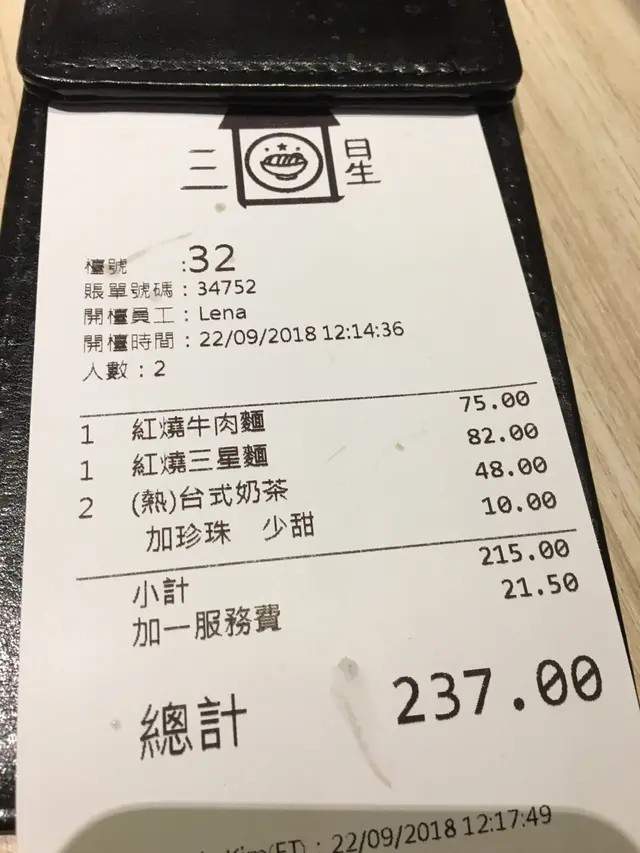 三 星
檯號 :32
賬單號碼：34752
開檯員工：Lena
開檯時間：22/09/2018 12:14:36
人數：2
1 紅燒牛肉麵 75.00
1 紅燒三星麵 82.00
2 (熱)台式奶茶 48.00
加珍珠 少甜 10.00
小計 215.00
加一服務費 21.50
總計 237.00
(FT)：22/09/2018 12:17:49